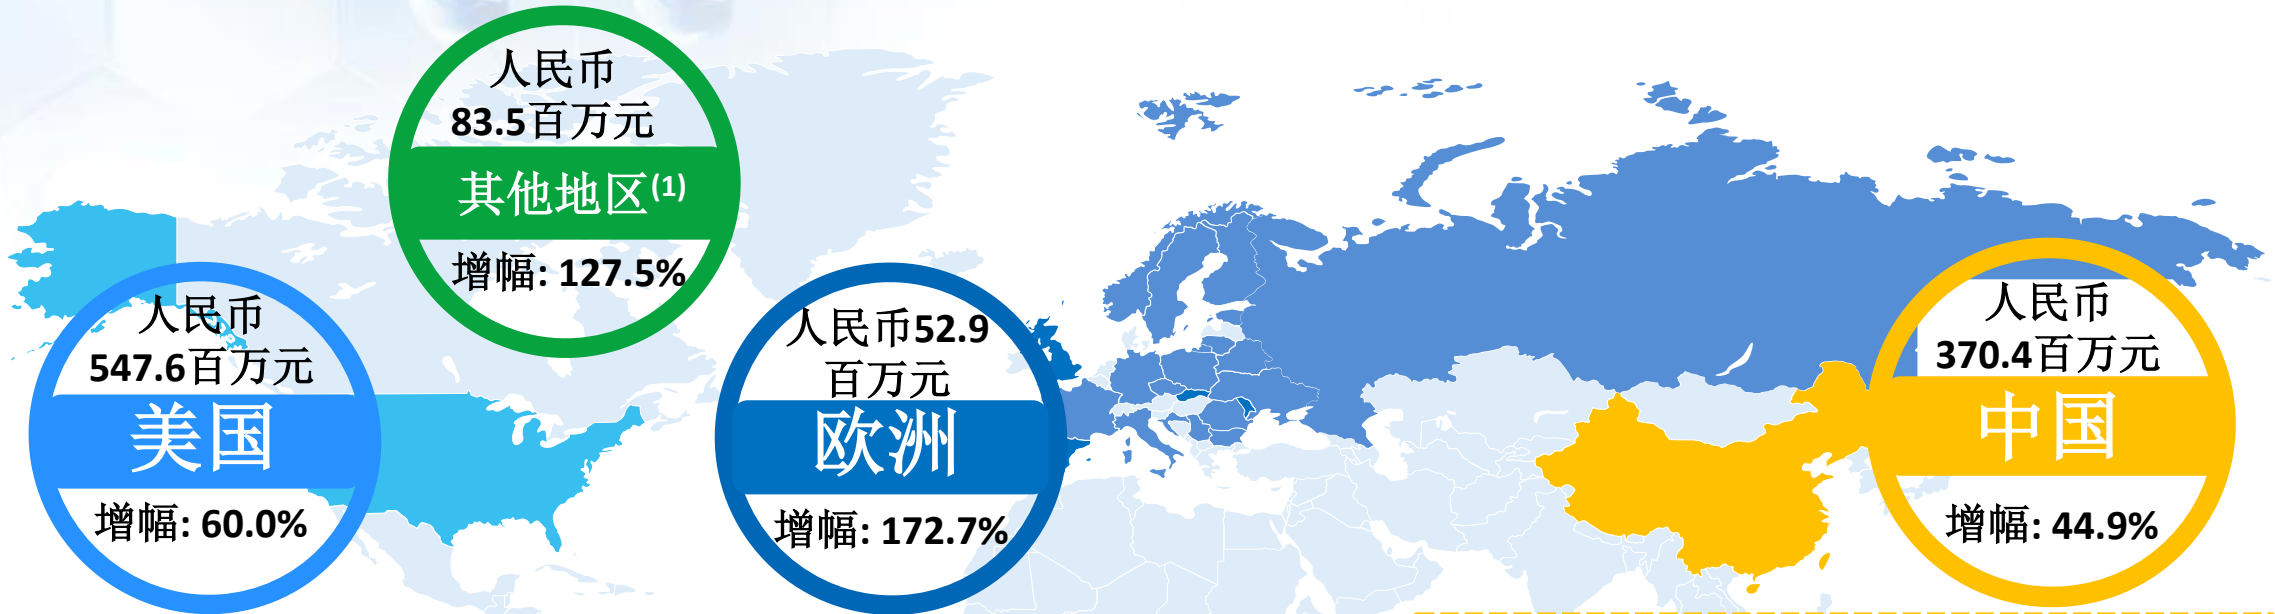 人民币
83.5百万元
其他地区(1)
增幅: 127.5%
人民币
547.6百万元
美国
增幅: 60.0%
人民币52.9
百万元
欧洲
增幅: 172.7%
人民币
370.4百万元
中国
增幅: 44.9%